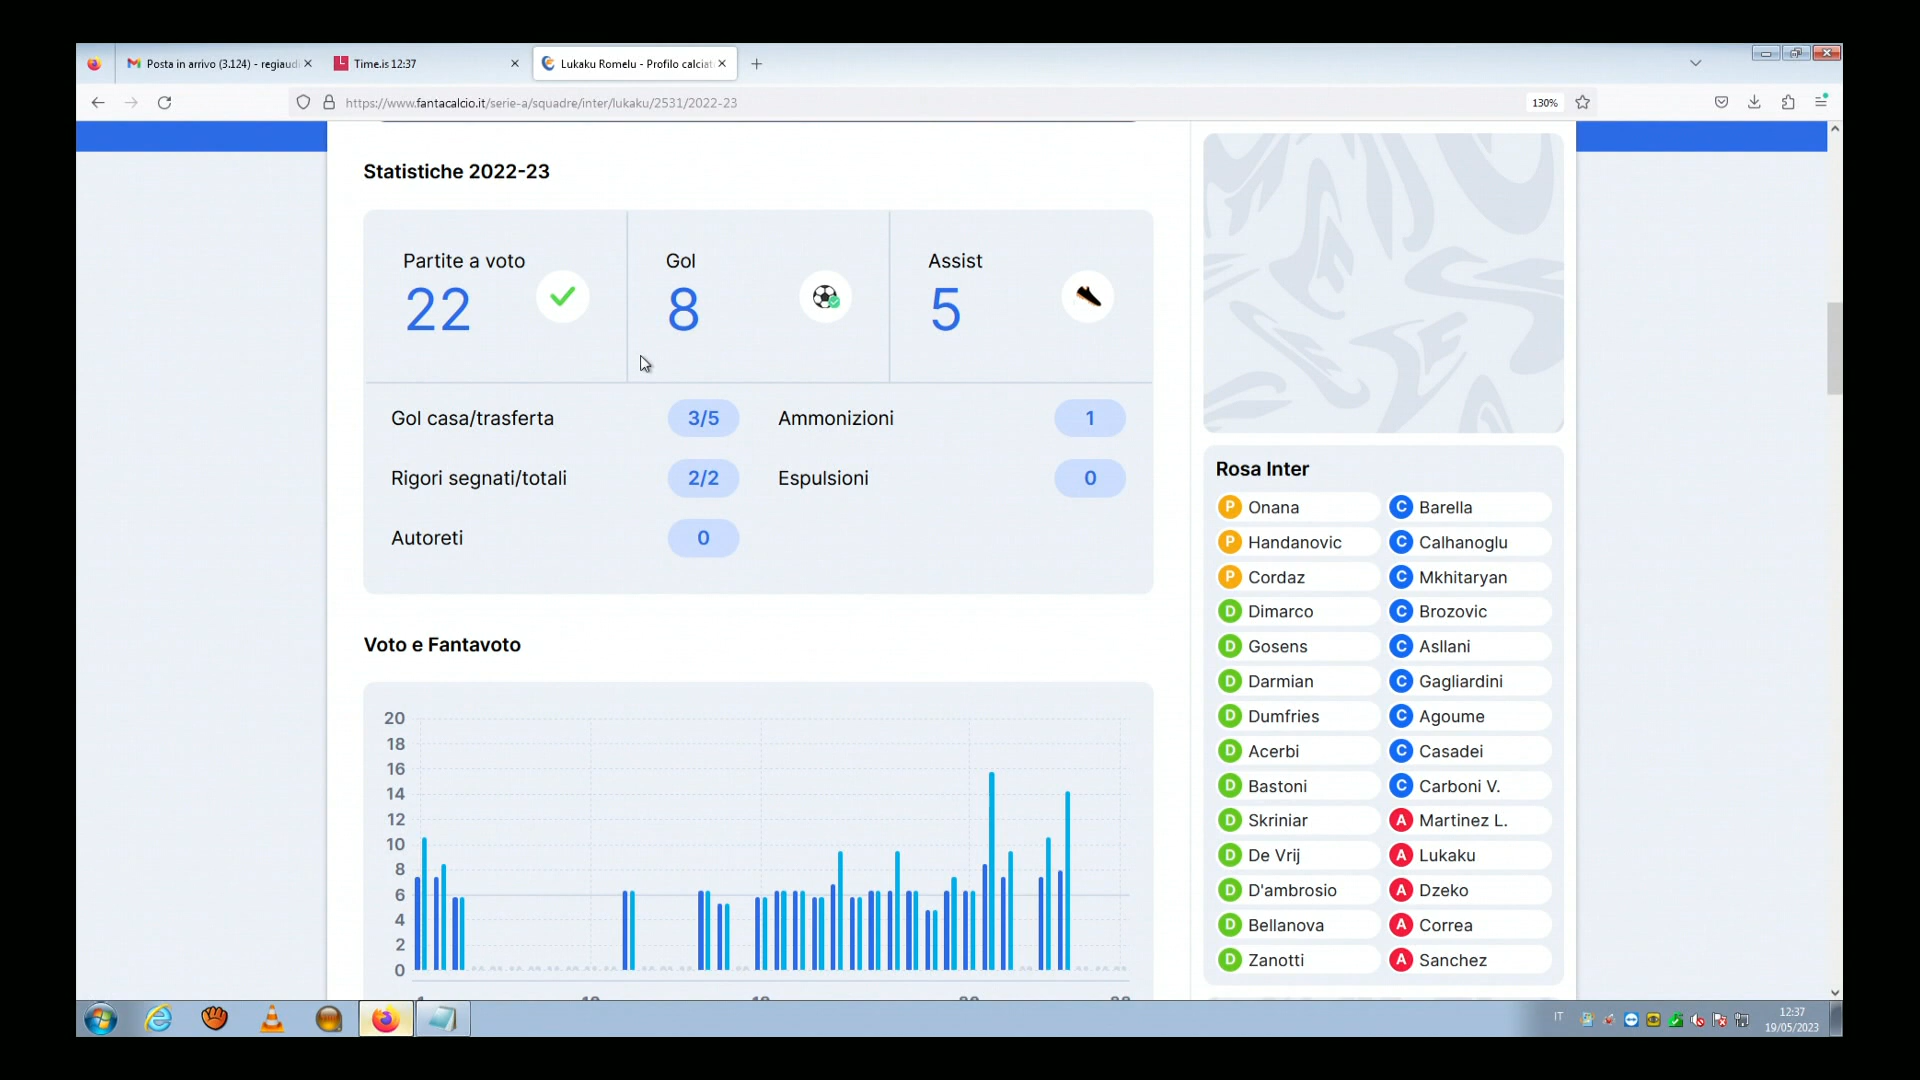 Posta in arrivo (3.124) - regiaudi
Time.is 12:37
Lukaku Romelu - Profilo calciat
https://www.fantacalcio.it/serie-a/squadre/inter/lukaku/2531/2022-23
130%
Statistiche 2022-23
Partite a voto
22
Gol
8
Assist
5
Gol casa/trasferta
3/5
Ammonizioni
1
Rigori segnati/totali
2/2
Espulsioni
0
Autoreti
0
Voto e Fantavoto
20
18
16
14
12
10
8
6
4
2
0
Rosa Inter
P Onana
C Barella
P Handanovic
C Calhanoglu
P Cordaz
C Mkhitaryan
D Dimarco
C Brozovic
D Gosens
C Asllani
D Darmian
C Gagliardini
D Dumfries
C Agoume
D Acerbi
C Casadei
D Bastoni
C Carboni V.
D Skriniar
A Martinez L.
D De Vrij
A Lukaku
D D'ambrosio
A Dzeko
D Bellanova
A Correa
D Zanotti
A Sanchez
IT
12:37
19/05/2023